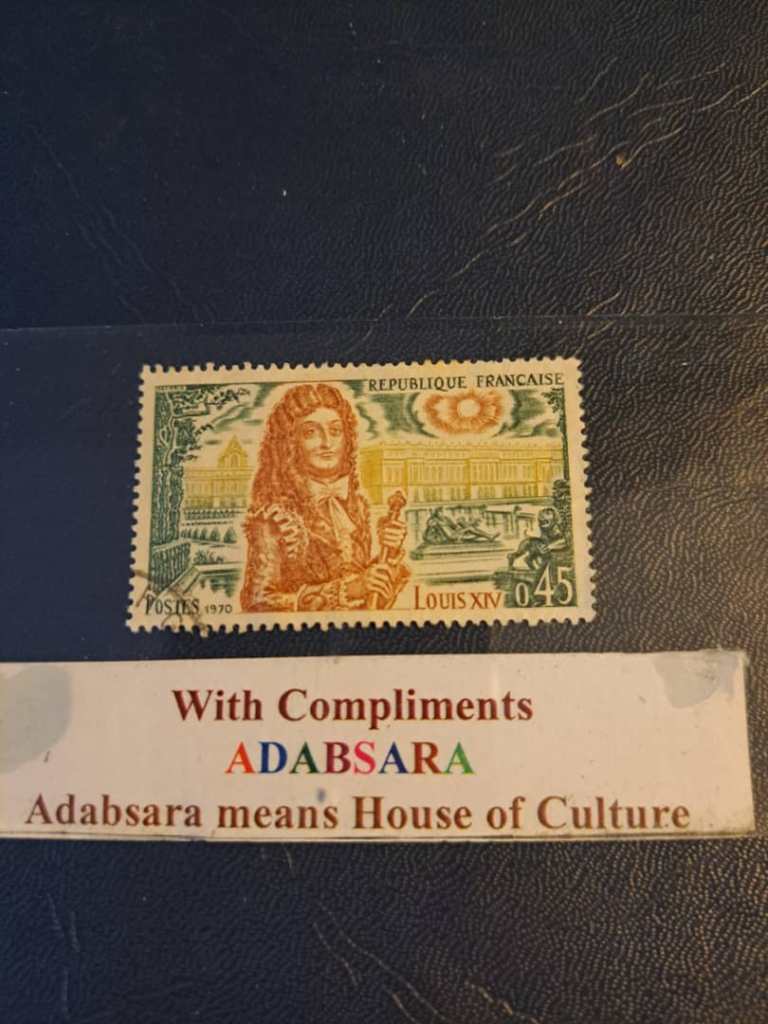 REPUBLIQUE FRANCAISE
POSTES 1970
LOUIS XIV 0,45
With Compliments
ADABSARA
Adabsara means House of Culture